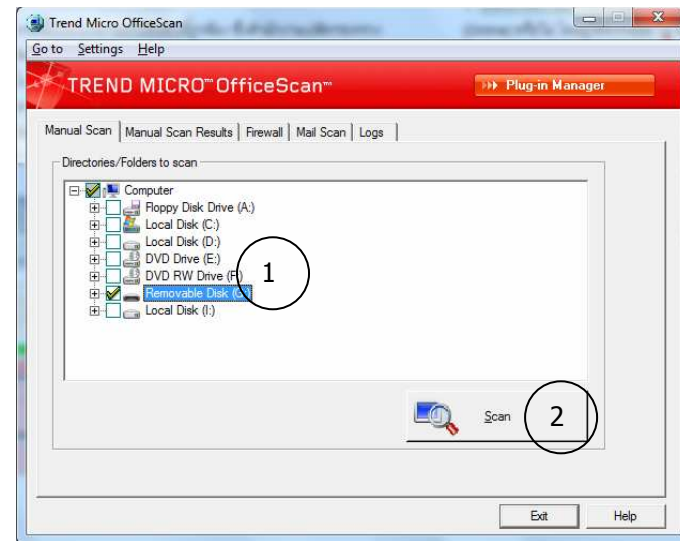 Trend Micro OfficeScan
Go to Settings Help
TREND MICRO™ OfficeScan™
Plug-in Manager
Manual Scan Manual Scan Results Firewall Mail Scan Logs
Directories/Folders to scan
Computer
Floppy Disk Drive (A:)
Local Disk (C:)
Local Disk (D:)
DVD Drive (E:)
DVD RW Drive (F:)
1
Removable Disk (G:)
Local Disk (I:)
Scan
2
Exit Help